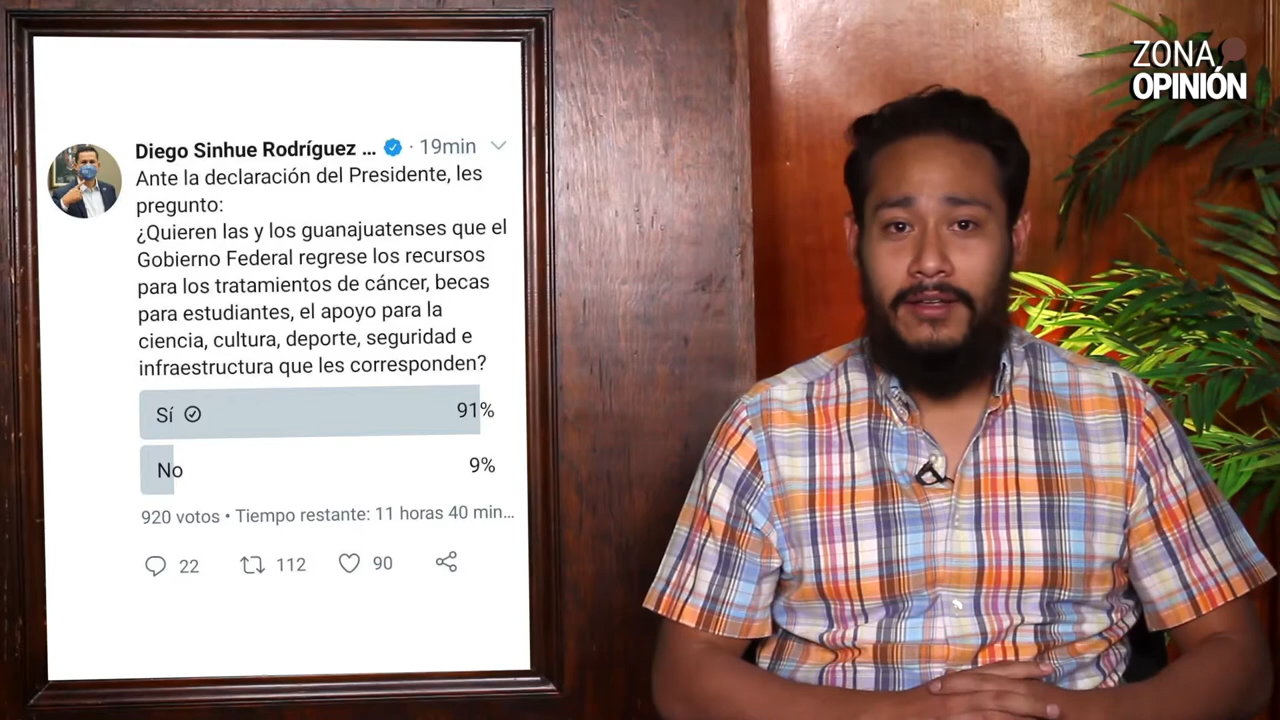 Diego Sinhue Rodríguez ... · 19min
Ante la declaración del Presidente, les
pregunto:
¿Quieren las y los guanajuatenses que el
Gobierno Federal regrese los recursos
para los tratamientos de cáncer, becas
para estudiantes, el apoyo para la
ciencia, cultura, deporte, seguridad e
infraestructura que les corresponden?
Sí 91%
No 9%
920 votos • Tiempo restante: 11 horas 40 min...
22 112 90
ZONA
OPINIÓN